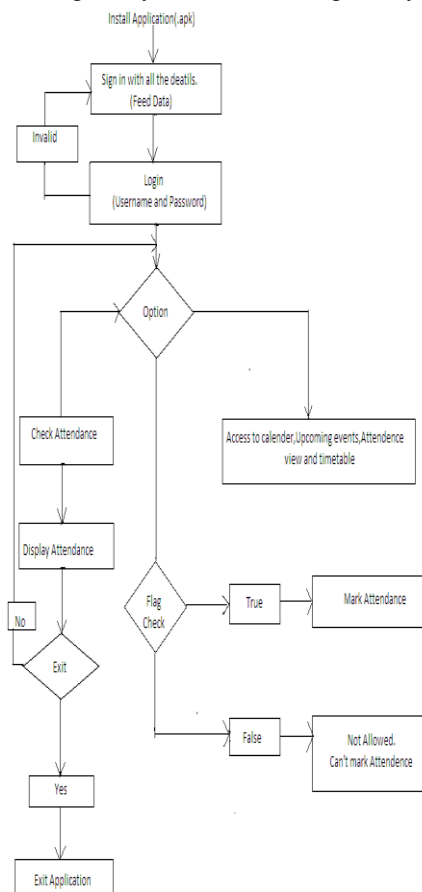 Install Application(.apk)
Sign in with all the deatils.
(Feed Data)
Invalid
Login
(Username and Password)
Option
Check Attendance
Access to calender,Upcoming events,Attendence
view and timetable
Display Attendance
Flag
Check
True
Mark Attendance
No
Exit
False
Not Allowed.
Can't mark Attendence
Yes
Exit Application